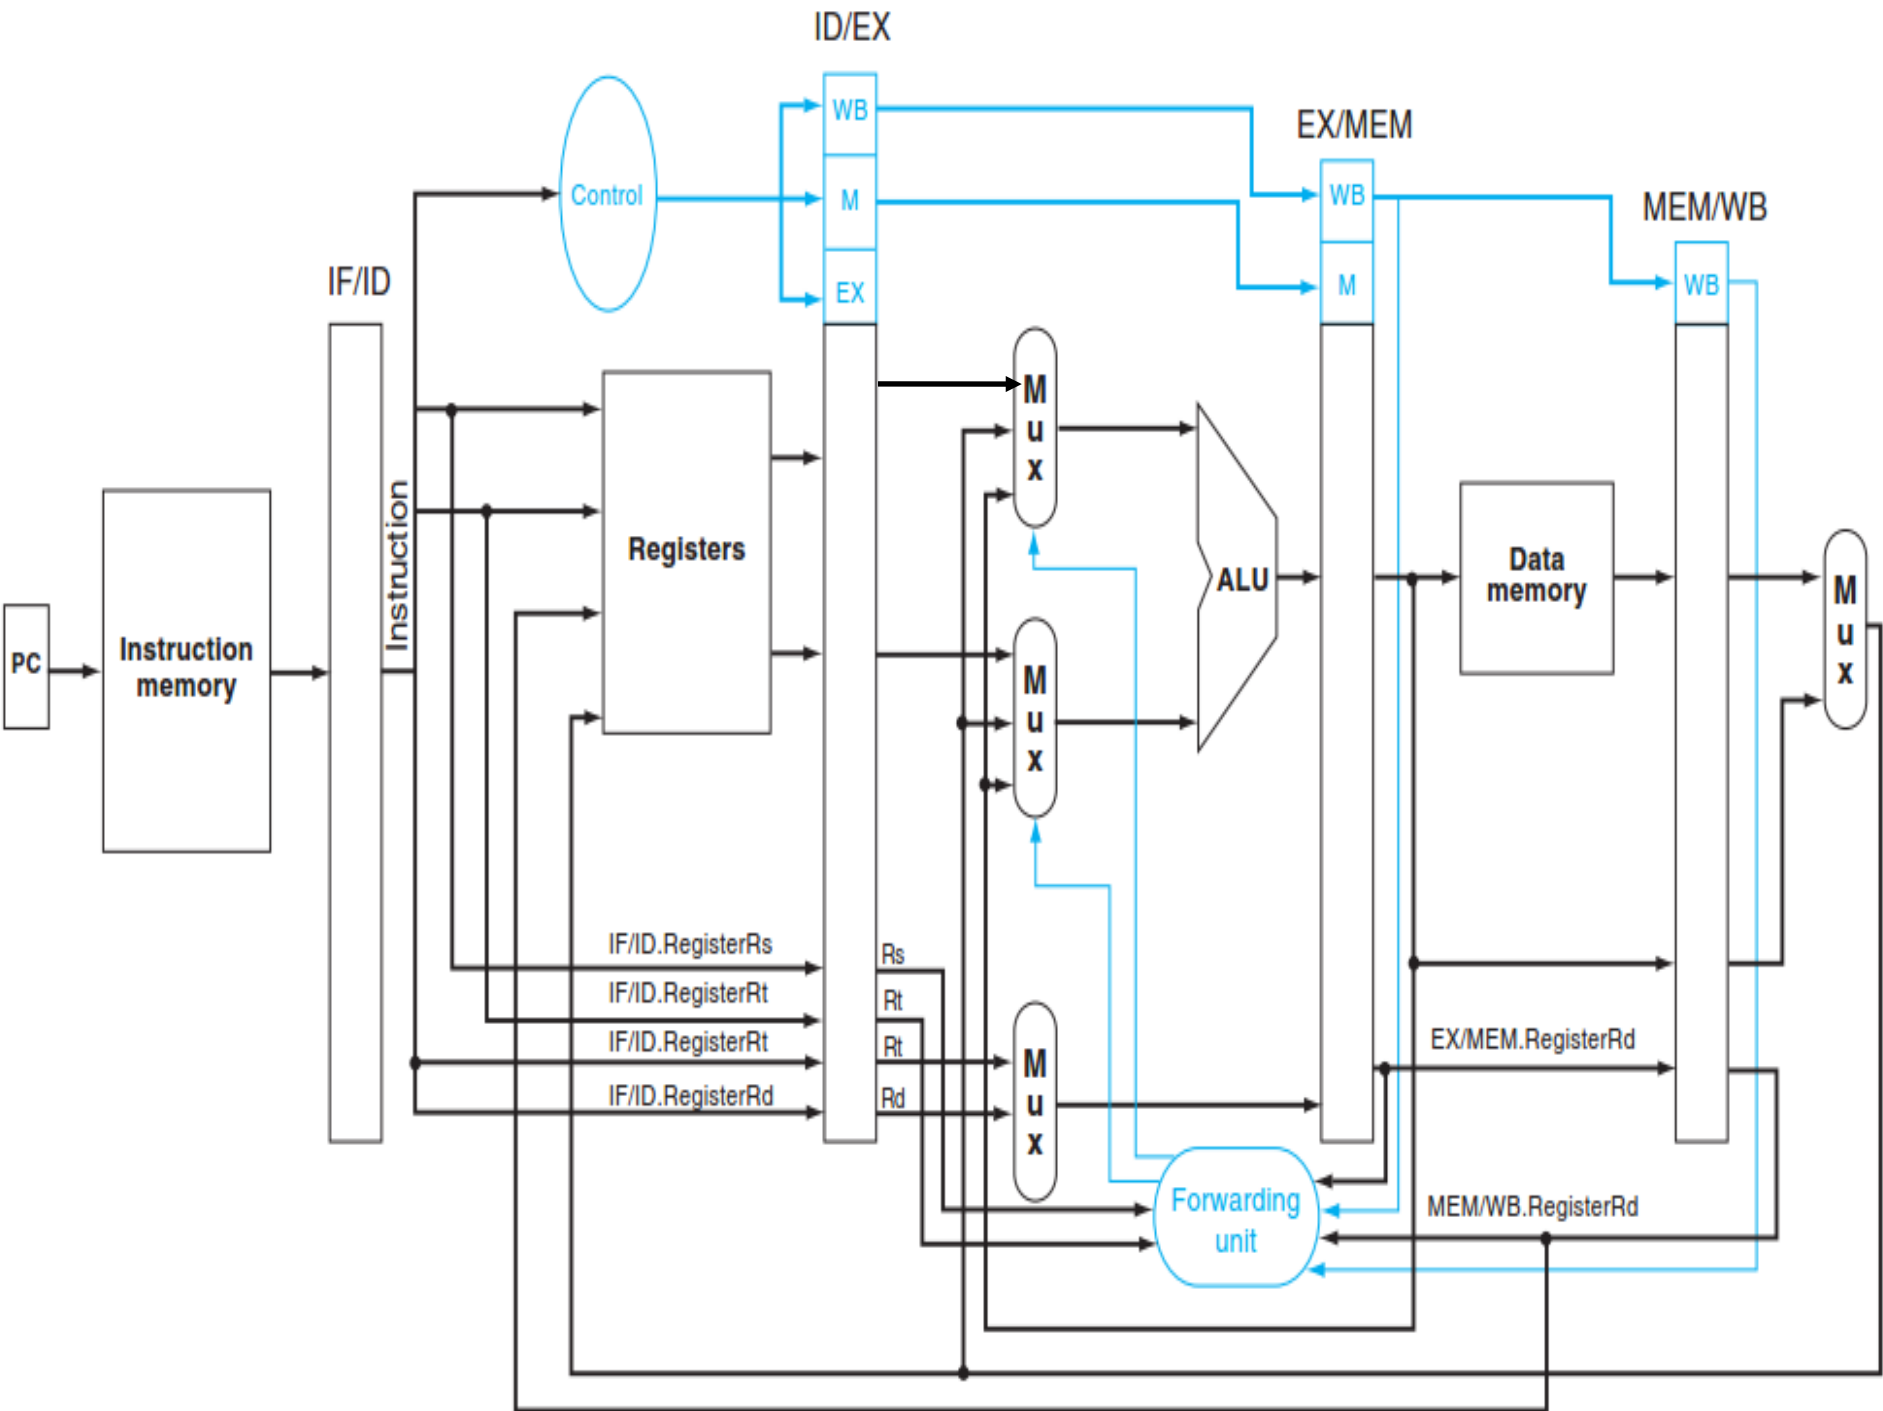 ID/EX
WB
EX/MEM
M
Control
WB
MEM/WB
IF/ID
EX
M
WB
M
u
x
Instruction
Registers
ALU
Data
memory
M
u
x
PC
Instruction
memory
M
u
x
IF/ID.RegisterRs
Rs
IF/ID.RegisterRt
Rt
IF/ID.RegisterRt
Rt
IF/ID.RegisterRd
Rd
M
u
x
EX/MEM.RegisterRd
Forwarding
unit
MEM/WB.RegisterRd